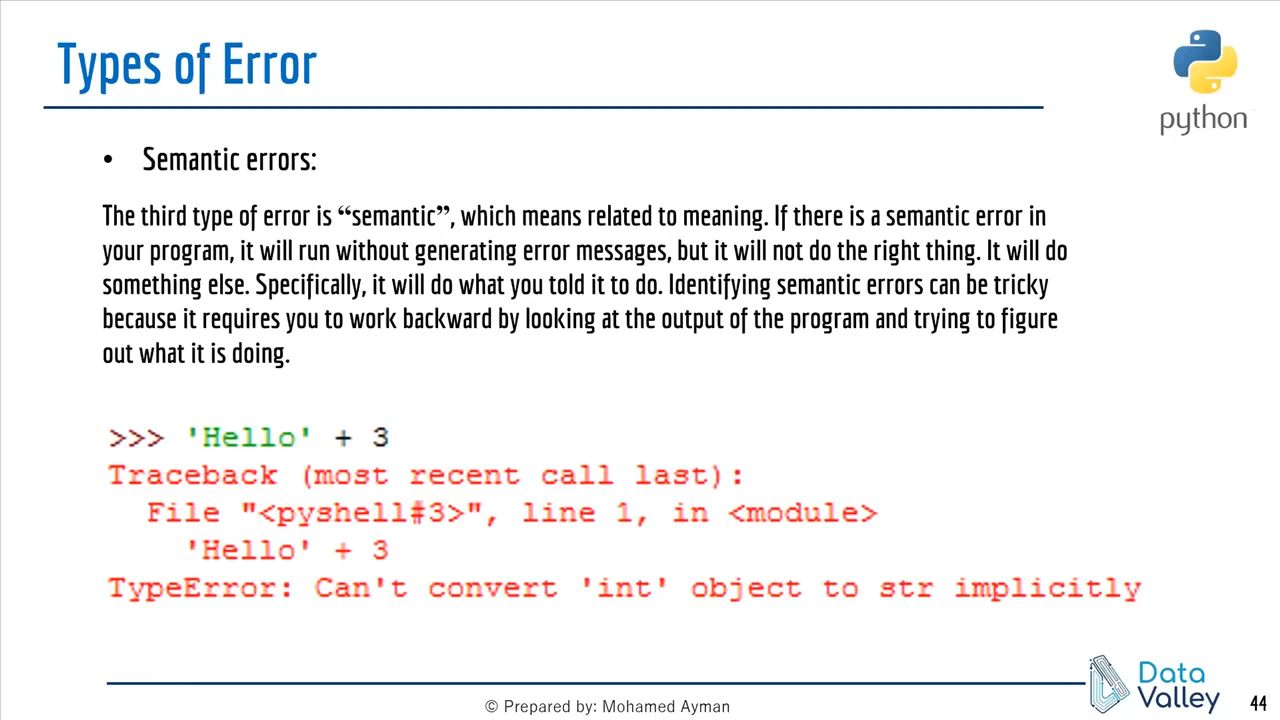 Types of Error
python
• Semantic errors:
The third type of error is “semantic”, which means related to meaning. If there is a semantic error in
your program, it will run without generating error messages, but it will not do the right thing. It will do
something else. Specifically, it will do what you told it to do. Identifying semantic errors can be tricky
because it requires you to work backward by looking at the output of the program and trying to figure
out what it is doing.
>>> 'Hello' + 3
Traceback (most recent call last):
  File "<pyshell#3>", line 1, in <module>
    'Hello' + 3
TypeError: Can't convert 'int' object to str implicitly
© Prepared by: Mohamed Ayman
Data
Valley
44